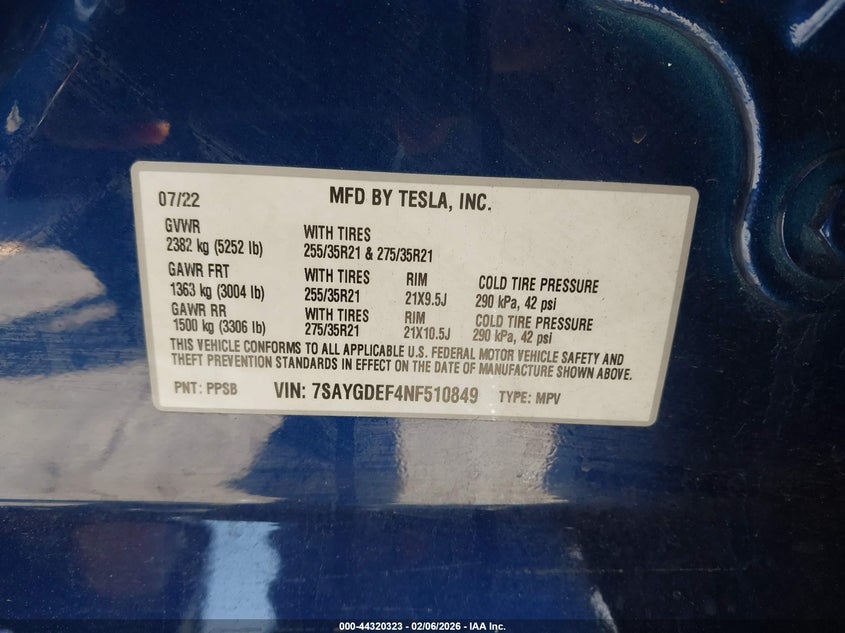 07/22 MFD BY TESLA, INC.
GVWR WITH TIRES
2382 kg (5252 lb) 255/35R21 & 275/35R21
GAWR FRT WITH TIRES RIM COLD TIRE PRESSURE
1363 kg (3004 lb) 255/35R21 21X9.5J 290 kPa, 42 psi
GAWR RR WITH TIRES RIM COLD TIRE PRESSURE
1500 kg (3306 lb) 275/35R21 21X10.5J 290 kPa, 42 psi
THIS VEHICLE CONFORMS TO ALL APPLICABLE U.S. FEDERAL MOTOR VEHICLE SAFETY AND
THEFT PREVENTION STANDARDS IN EFFECT ON THE DATE OF MANUFACTURE SHOWN ABOVE.
PNT: PPSB VIN: 7SAYGDEF4NF510849 TYPE: MPV
000-44320323 - 02/06/2026 - IAA Inc.